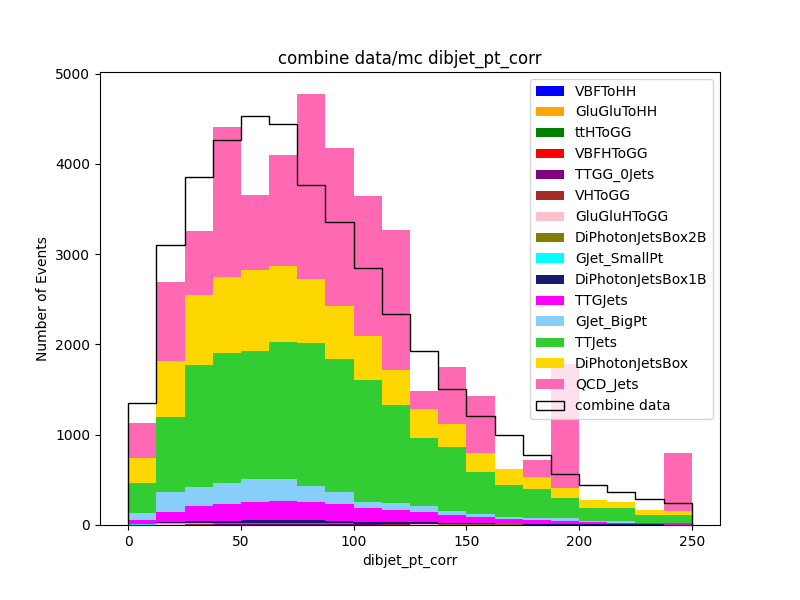 combine data/mc dibjet_pt_corr
5000
4000
3000
2000
1000
0
Number of Events
VBFToHH
GluGluToHH
ttHToGG
VBFHToGG
TTGG_0Jets
VHToGG
GluGluHToGG
DiPhotonJetsBox2B
GJet_SmallPt
DiPhotonJetsBox1B
TTGJets
GJet_BigPt
TTJets
DiPhotonJetsBox
QCD_Jets
combine data
0 50 100 150 200 250
dibjet_pt_corr